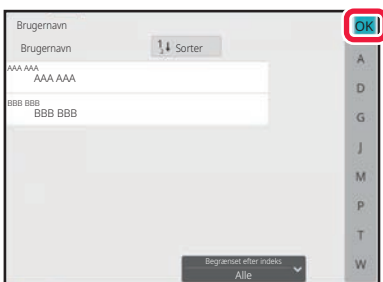 Brugernavn
OK
Brugernavn
Sorter
A
AAA AAA
AAA AAA
D
BBB BBB
BBB BBB
G
J
M
P
T
Begrænset efter indeks
Alle
W